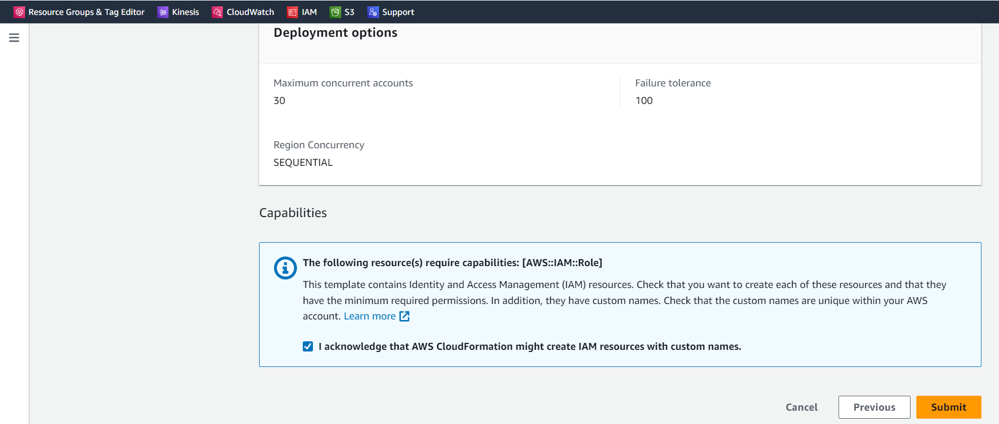 Resource Groups & Tag Editor Kinesis CloudWatch IAM S3 Support
Deployment options
Maximum concurrent accounts
30
Failure tolerance
100
Region Concurrency
SEQUENTIAL
Capabilities
The following resource(s) require capabilities: [AWS::IAM::Role]
This template contains Identity and Access Management (IAM) resources. Check that you want to create each of these resources and that they
have the minimum required permissions. In addition, they have custom names. Check that the custom names are unique within your AWS
account. Learn more
I acknowledge that AWS CloudFormation might create IAM resources with custom names.
Cancel Previous Submit